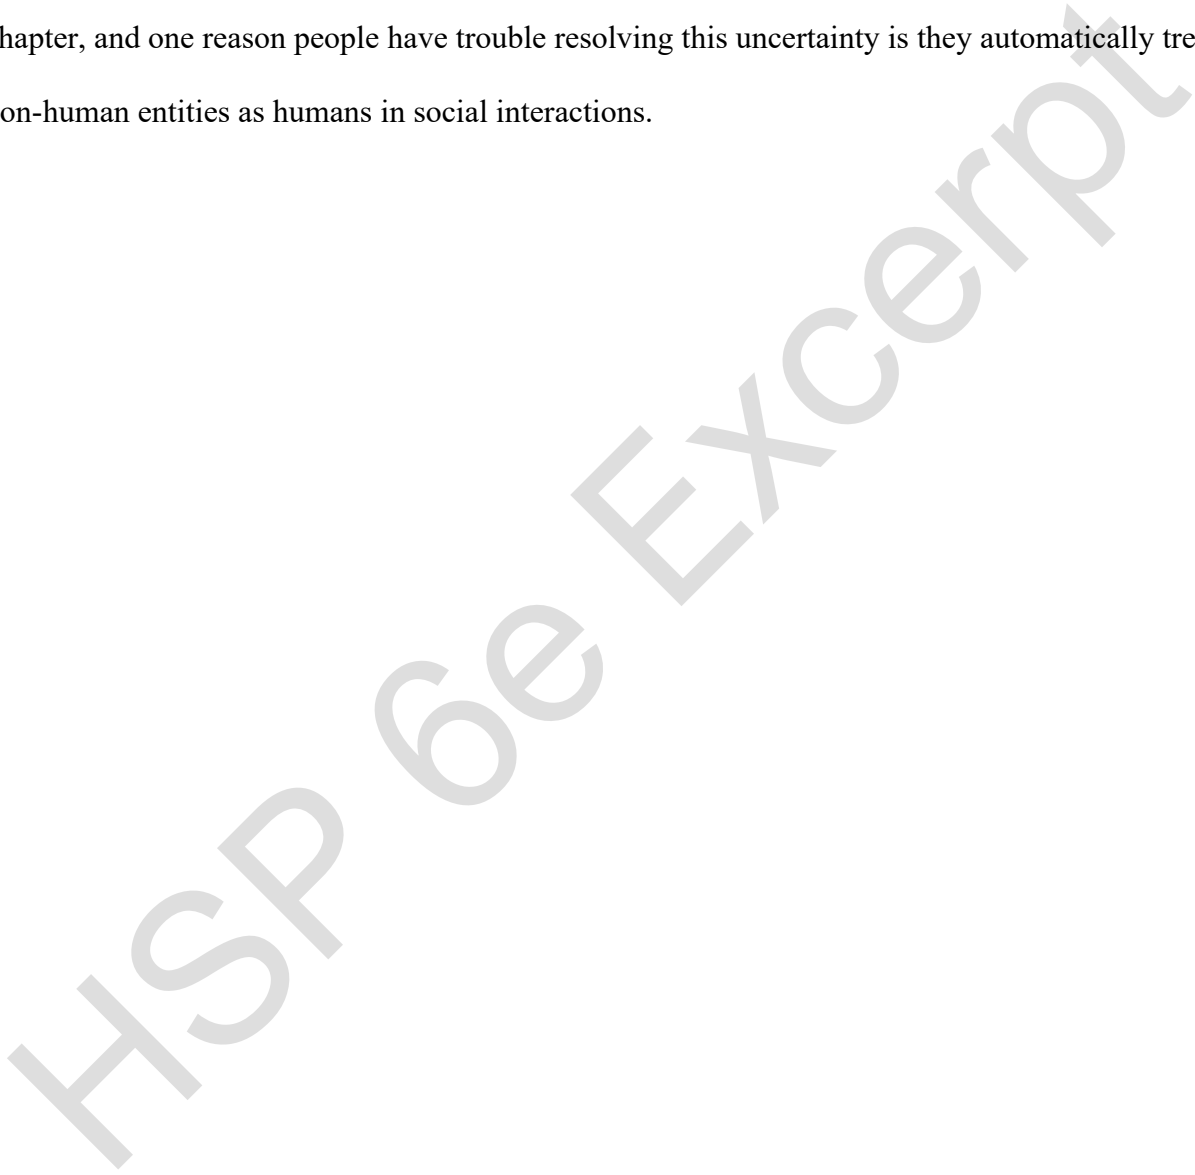 hapter, and one reason people have trouble resolving this uncertainty is they automatically tre
on-human entities as humans in social interactions.
HSP 6e Excerpt